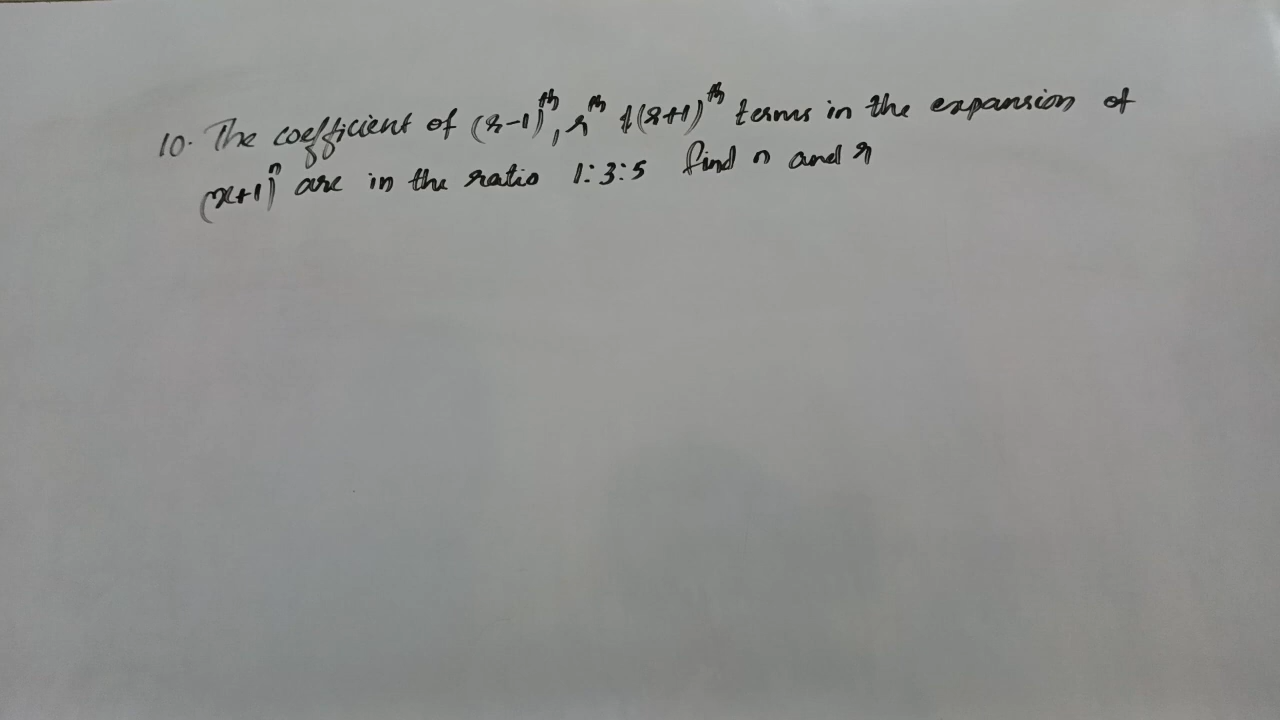 10. The coefficient of (r-1)th, rth & (r+1)th terms in the expansion of
(x+1)n are in the ratio 1:3:5 find n and r